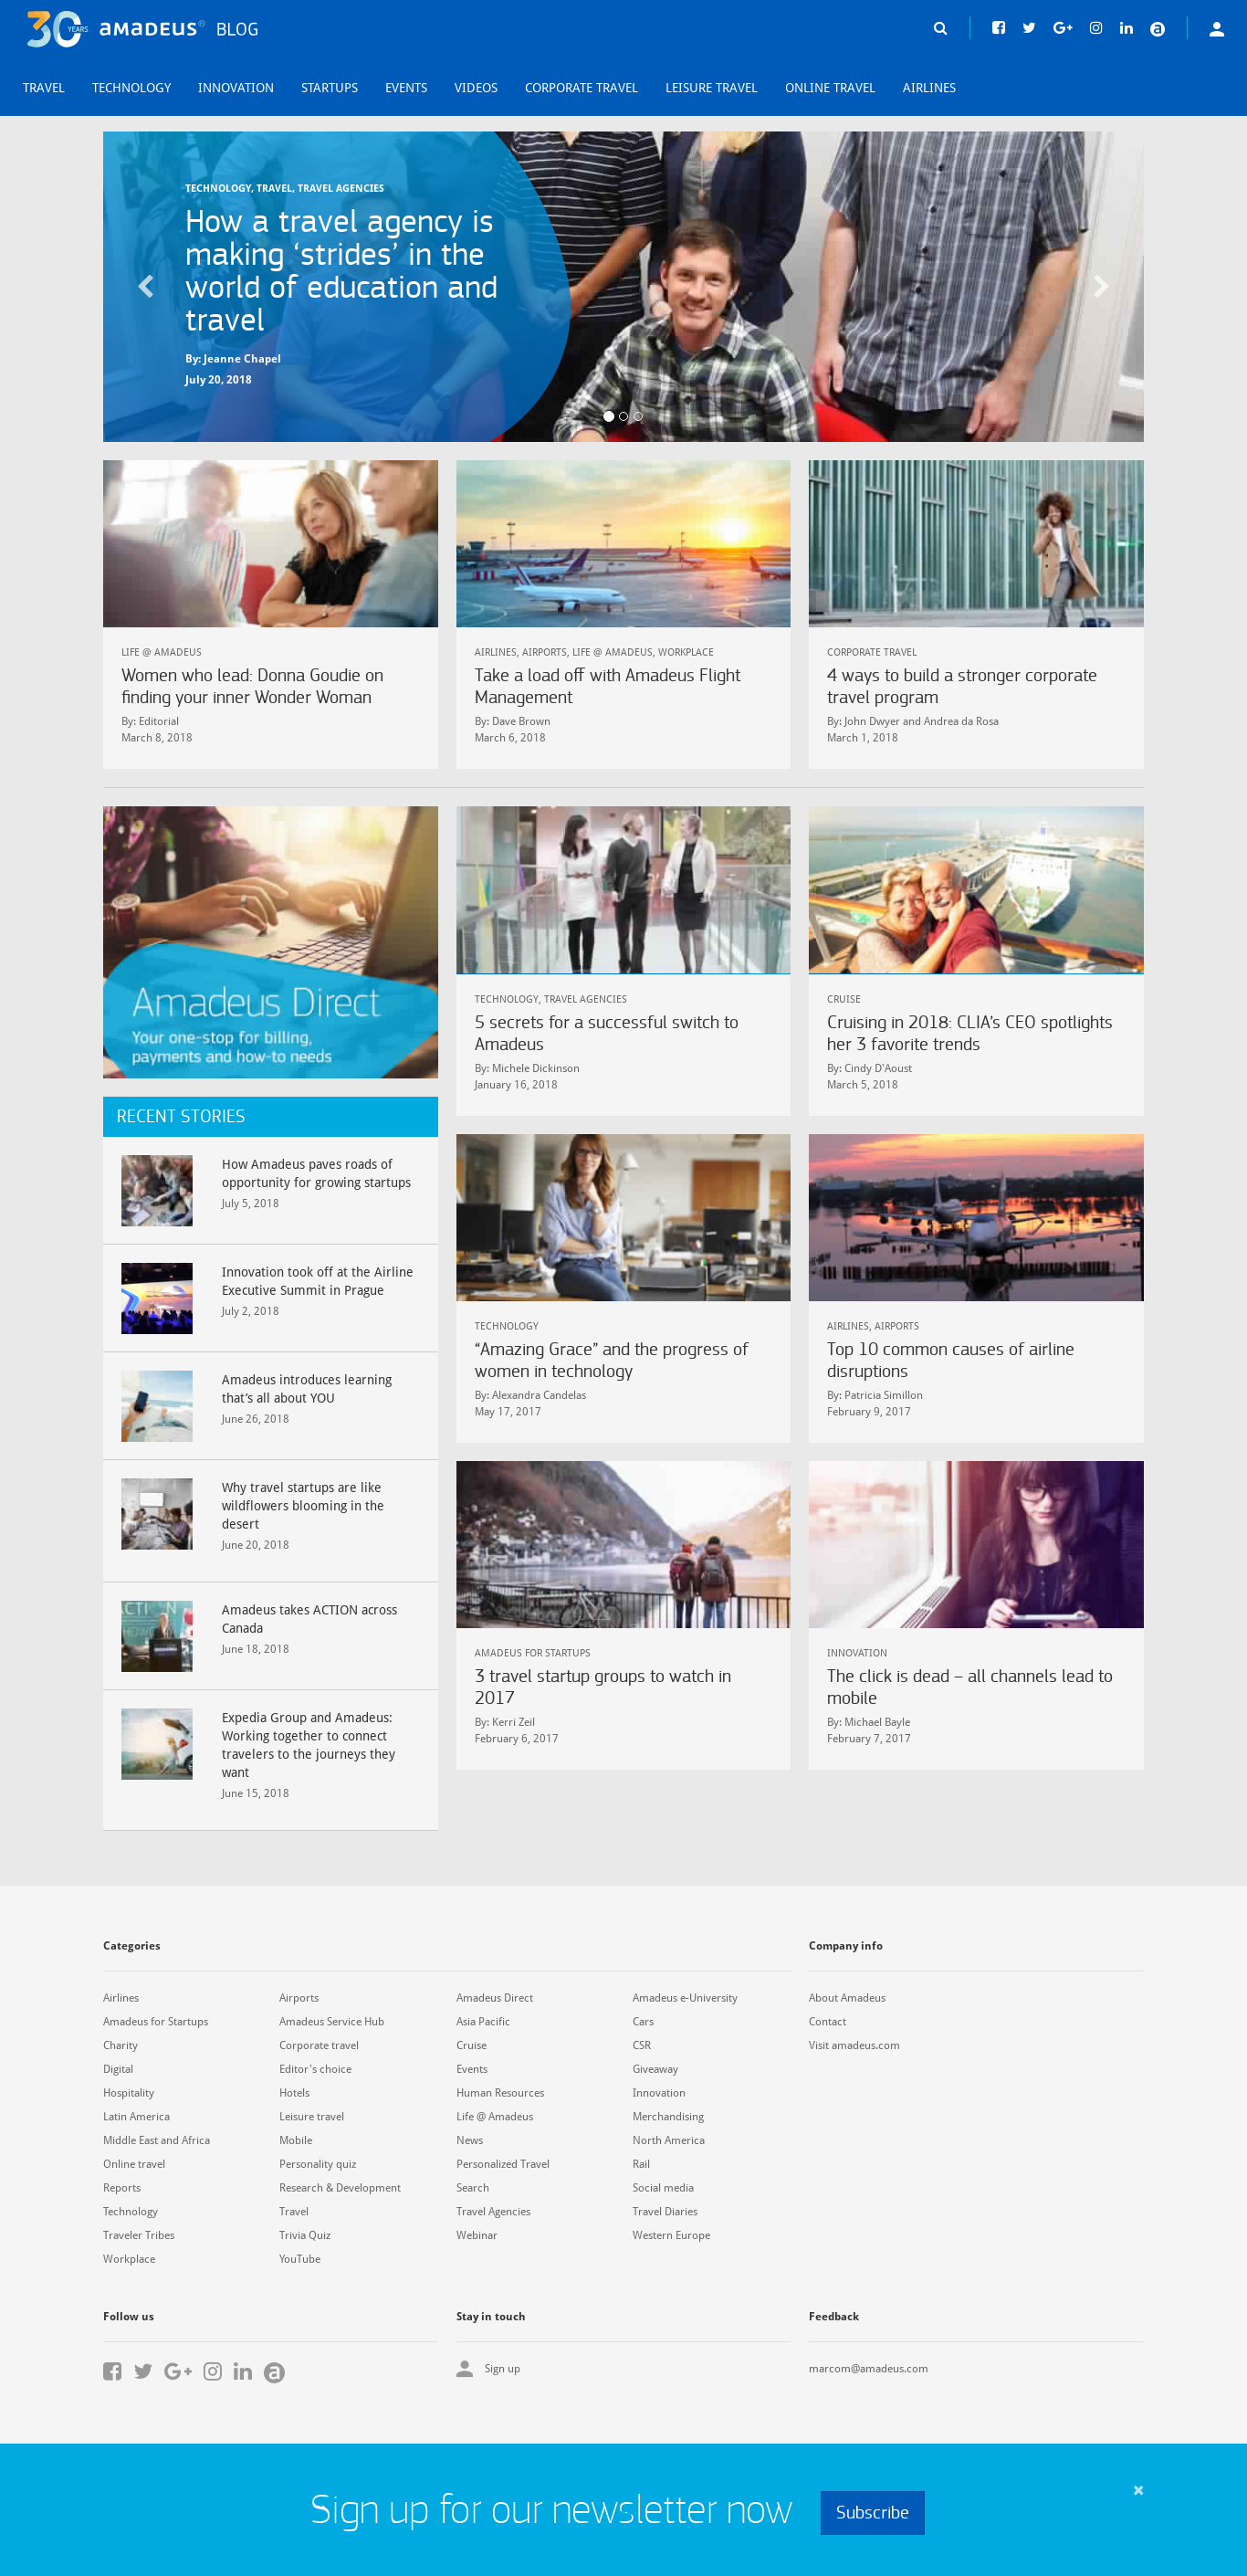 30 YEARS amadeus® BLOG
TRAVEL TECHNOLOGY INNOVATION STARTUPS EVENTS VIDEOS CORPORATE TRAVEL LEISURE TRAVEL ONLINE TRAVEL AIRLINES
TECHNOLOGY, TRAVEL, TRAVEL AGENCIES
How a travel agency is
making ‘strides’ in the
world of education and
travel
By: Jeanne Chapel
July 20, 2018
LIFE @ AMADEUS
Women who lead: Donna Goudie on
finding your inner Wonder Woman
By: Editorial
March 8, 2018
AIRLINES, AIRPORTS, LIFE @ AMADEUS, WORKPLACE
Take a load off with Amadeus Flight
Management
By: Dave Brown
March 6, 2018
CORPORATE TRAVEL
4 ways to build a stronger corporate
travel program
By: John Dwyer and Andrea da Rosa
March 1, 2018
Amadeus Direct
Your one-stop for billing,
payments and how-to needs
RECENT STORIES
How Amadeus paves roads of
opportunity for growing startups
July 5, 2018
Innovation took off at the Airline
Executive Summit in Prague
July 2, 2018
Amadeus introduces learning
that’s all about YOU
June 26, 2018
Why travel startups are like
wildflowers blooming in the
desert
June 20, 2018
Amadeus takes ACTION across
Canada
June 18, 2018
Expedia Group and Amadeus:
Working together to connect
travelers to the journeys they
want
June 15, 2018
TECHNOLOGY, TRAVEL AGENCIES
5 secrets for a successful switch to
Amadeus
By: Michele Dickinson
January 16, 2018
CRUISE
Cruising in 2018: CLIA’s CEO spotlights
her 3 favorite trends
By: Cindy D'Aoust
March 5, 2018
TECHNOLOGY
“Amazing Grace” and the progress of
women in technology
By: Alexandra Candelas
May 17, 2017
AIRLINES, AIRPORTS
Top 10 common causes of airline
disruptions
By: Patricia Simillon
February 9, 2017
AMADEUS FOR STARTUPS
3 travel startup groups to watch in
2017
By: Kerri Zeil
February 6, 2017
INNOVATION
The click is dead – all channels lead to
mobile
By: Michael Bayle
February 7, 2017
Categories
Airlines Airports Amadeus Direct Amadeus e-University
Amadeus for Startups Amadeus Service Hub Asia Pacific Cars
Charity Corporate travel Cruise CSR
Digital Editor's choice Events Giveaway
Hospitality Hotels Human Resources Innovation
Latin America Leisure travel Life @ Amadeus Merchandising
Middle East and Africa Mobile News North America
Online travel Personality quiz Personalized Travel Rail
Reports Research & Development Search Social media
Technology Travel Travel Agencies Travel Diaries
Traveler Tribes Trivia Quiz Webinar Western Europe
Workplace YouTube
Company info
About Amadeus
Contact
Visit amadeus.com
Follow us
Stay in touch
Sign up
Feedback
marcom@amadeus.com
Sign up for our newsletter now
Subscribe
×